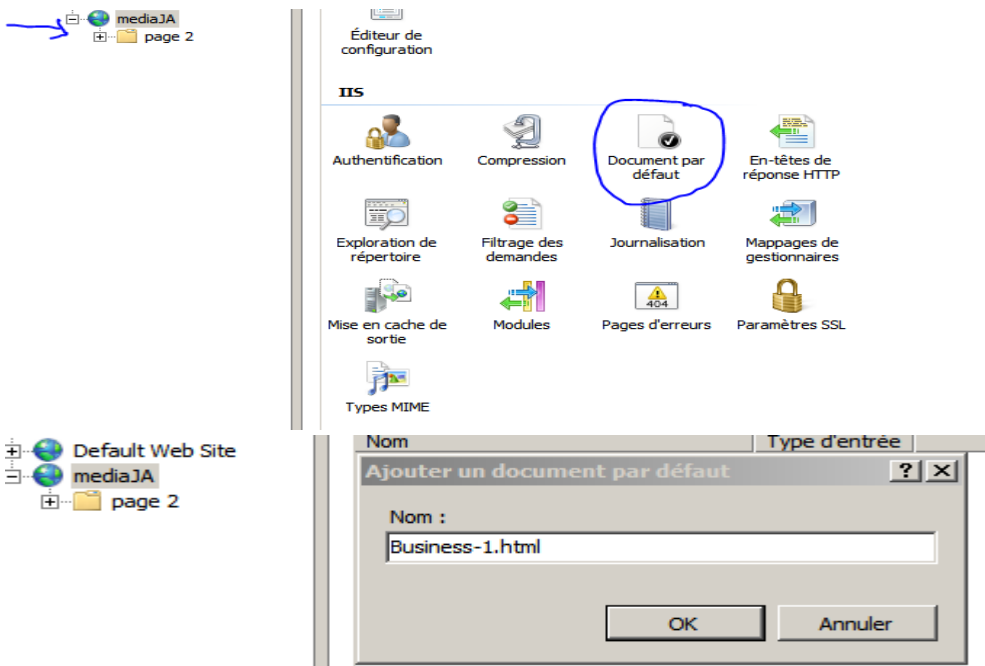 mediaJA
page 2
Éditeur de
configuration
IIS
Authentification
Compression
Document par
défaut
En-têtes de
réponse HTTP
Exploration de
répertoire
Filtrage des
demandes
Journalisation
Mappages de
gestionnaires
Mise en cache de
sortie
Modules
404
Pages d'erreurs
Paramètres SSL
Types MIME
Default Web Site
mediaJA
page 2
Nom
Type d'entrée
Ajouter un document par défaut
Nom :
Business-1.html
OK
Annuler